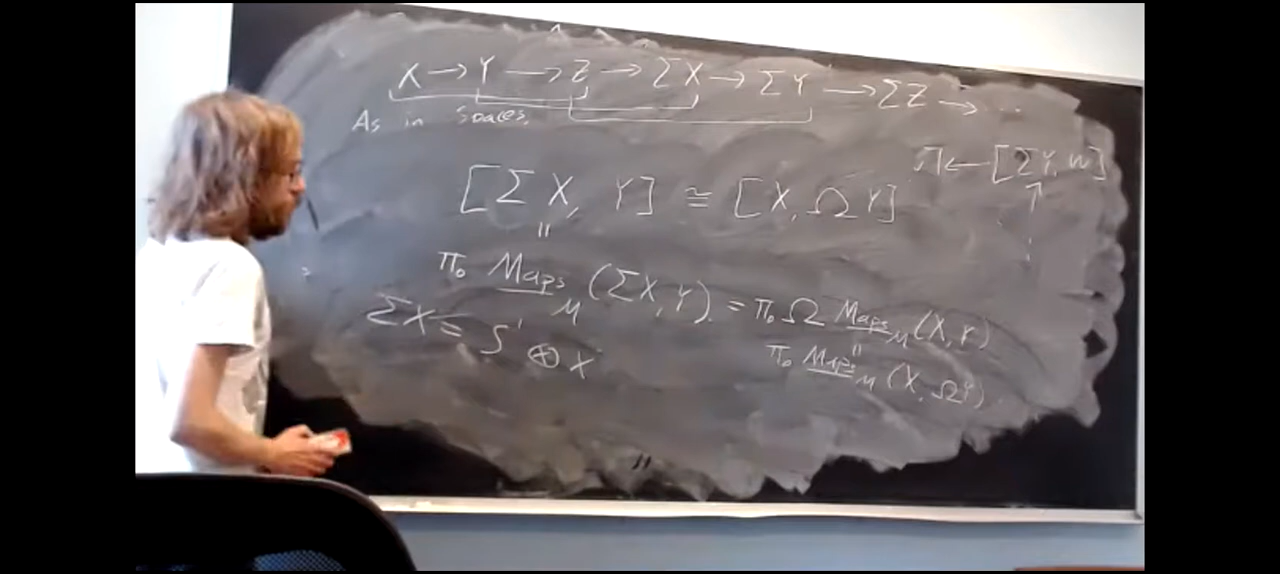 X → Y → Z → ΣX → ΣY → ΣZ → ...
As in Spaces.
[ΣY, W]
[ΣX, Y] ≅ [X, ΩY]
"
π₀ Maps_M (ΣX, Y). = π₀ Ω Maps_M (X, Y)
ΣX = S¹ ⊗ X
"
π₀ Maps_M (X, ΩY).
"